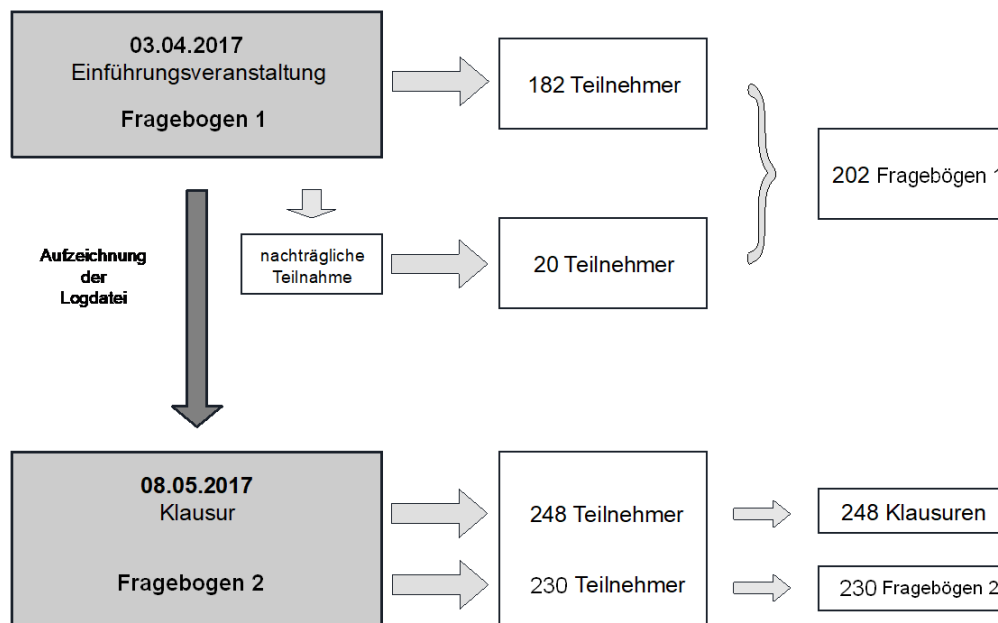 03.04.2017
Einführungsveranstaltung
Fragebogen 1
182 Teilnehmer
202 Fragebögen 1
nachträgliche
Teilnahme
20 Teilnehmer
Aufzeichnung
der
Logdatei
08.05.2017
Klausur
248 Teilnehmer
248 Klausuren
Fragebogen 2
230 Teilnehmer
230 Fragebögen 2